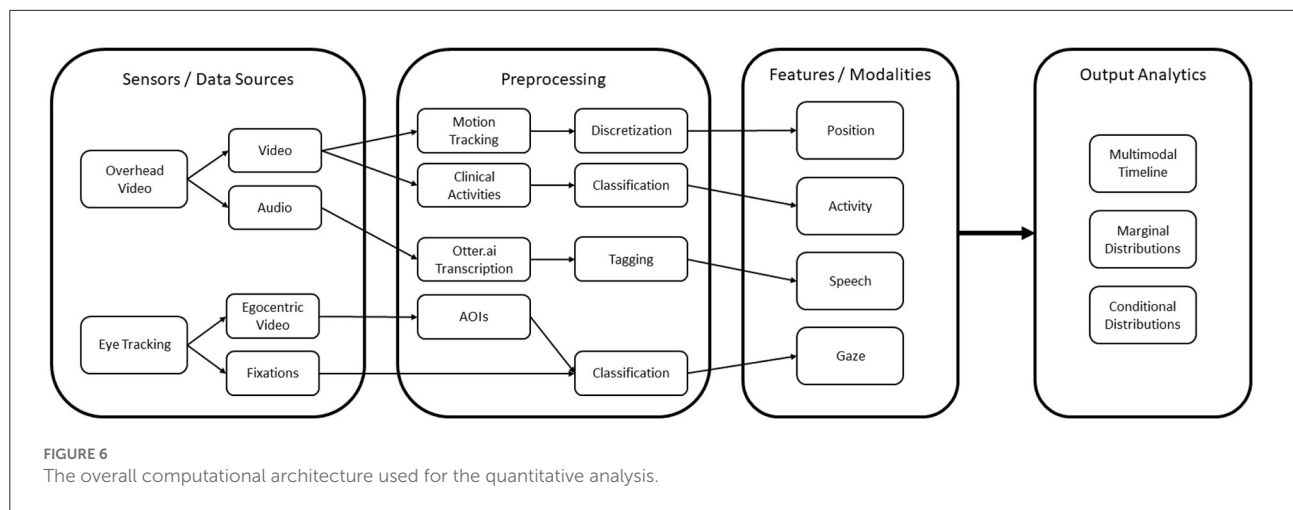 Sensors / Data Sources
Overhead
Video
Video
Audio
Eye Tracking
Egocentric
Video
Fixations
Preprocessing
Motion
Tracking
Discretization
Clinical
Activities
Classification
Otter.ai
Transcription
Tagging
AOIs
Classification
Features / Modalities
Position
Activity
Speech
Gaze
Output Analytics
Multimodal
Timeline
Marginal
Distributions
Conditional
Distributions
FIGURE 6
The overall computational architecture used for the quantitative analysis.